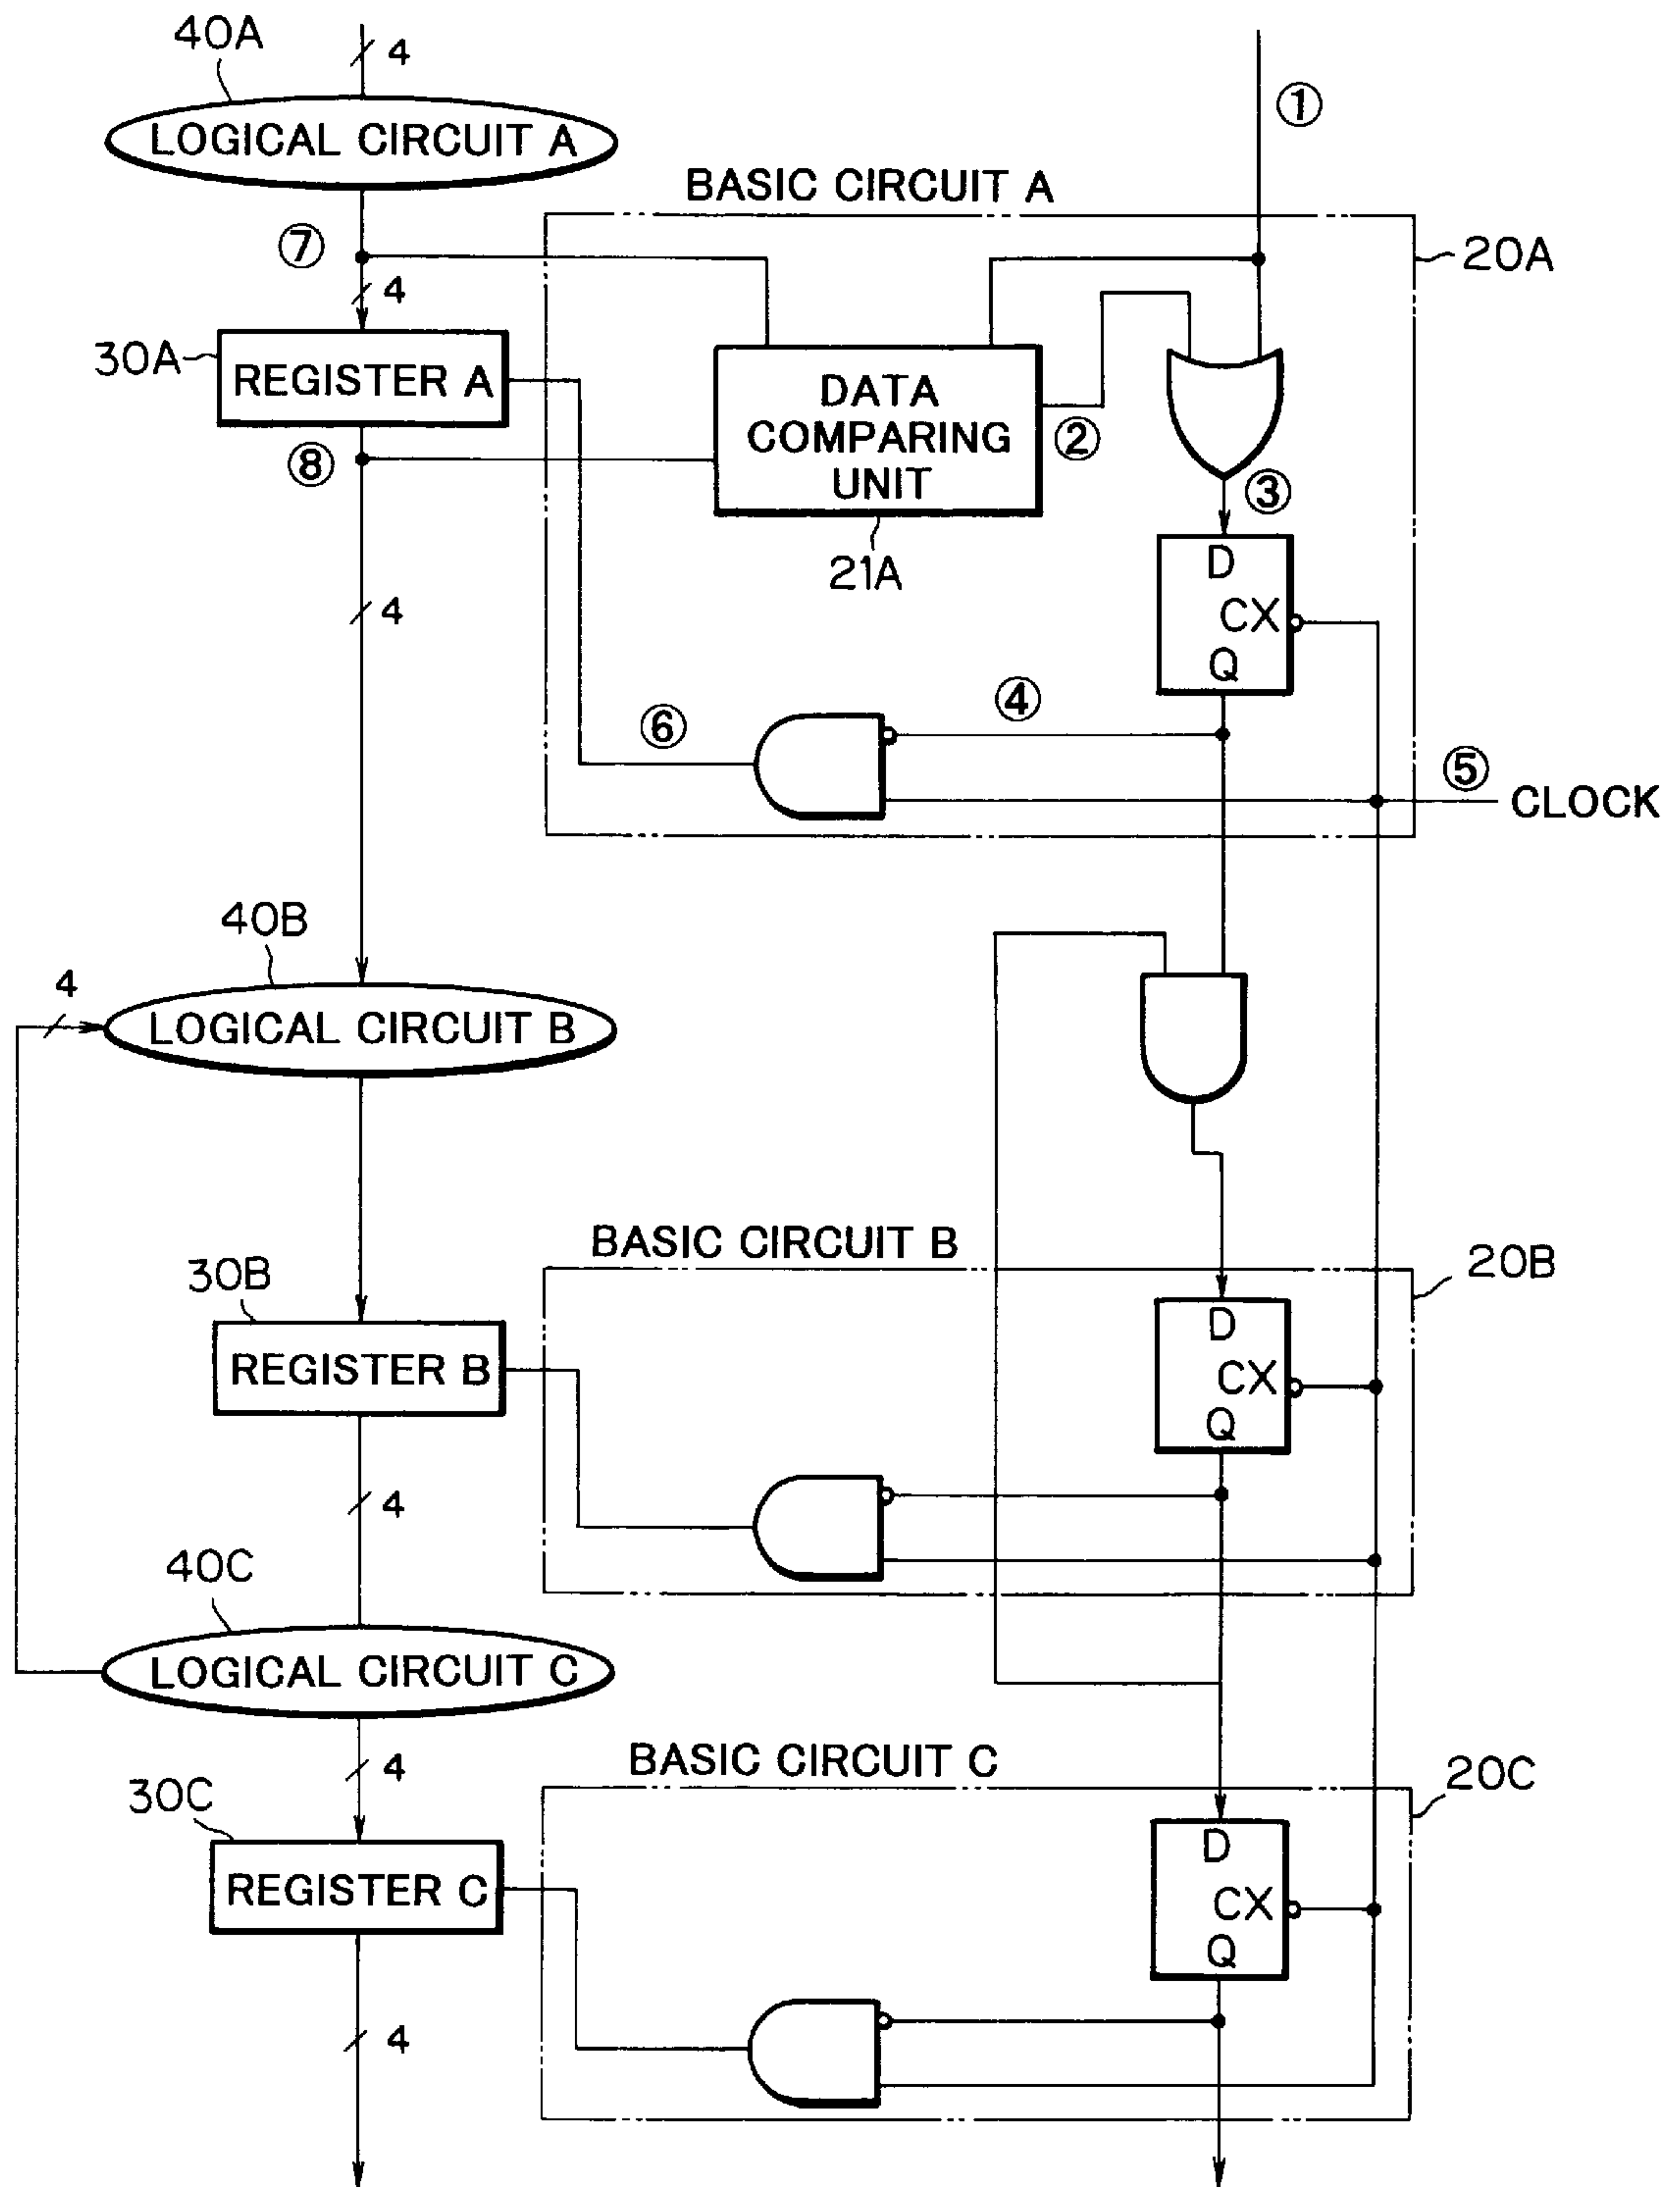 40A
4
①
LOGICAL CIRCUIT A
BASIC CIRCUIT A
⑦
20A
4
30A
REGISTER A
DATA
COMPARING
UNIT
②
⑧
③
21A
D
CX
Q
4
④
⑥
⑤
CLOCK
40B
4
LOGICAL CIRCUIT B
BASIC CIRCUIT B
20B
30B
REGISTER B
D
CX
Q
4
40C
LOGICAL CIRCUIT C
BASIC CIRCUIT C
20C
4
30C
REGISTER C
D
CX
Q
4